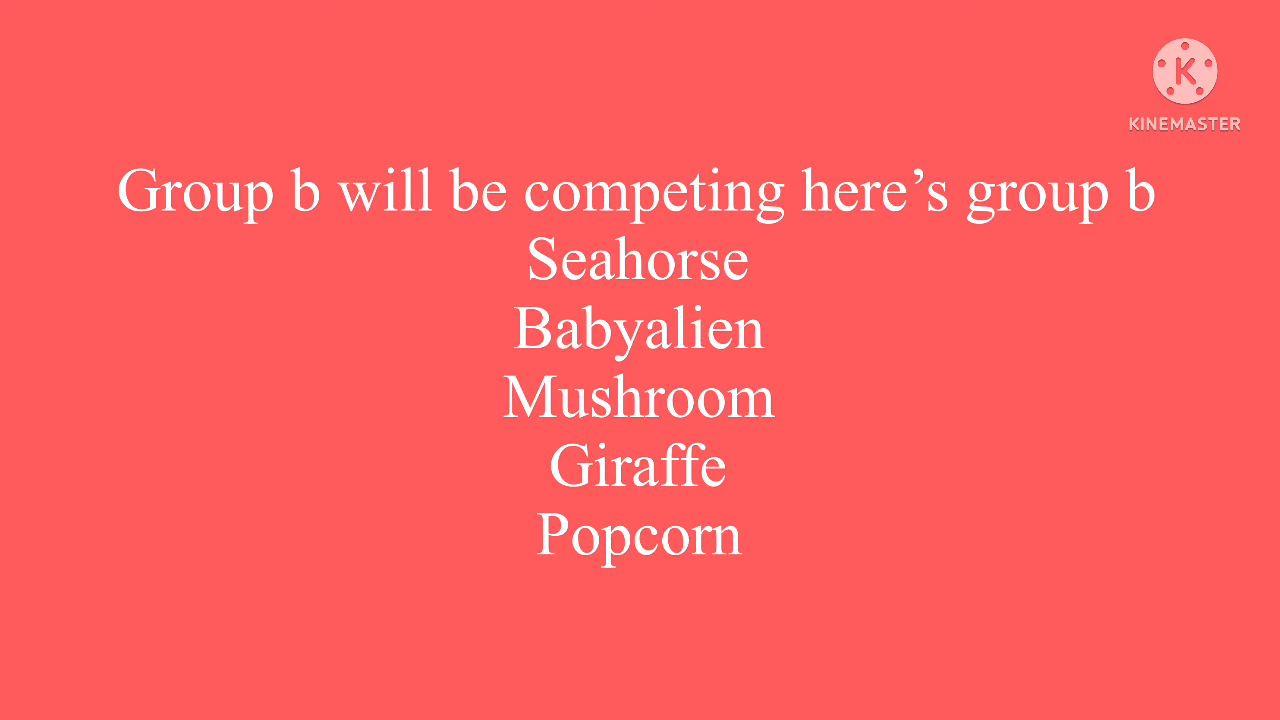 KINEMASTER
Group b will be competing here’s group b
Seahorse
Babyalien
Mushroom
Giraffe
Popcorn